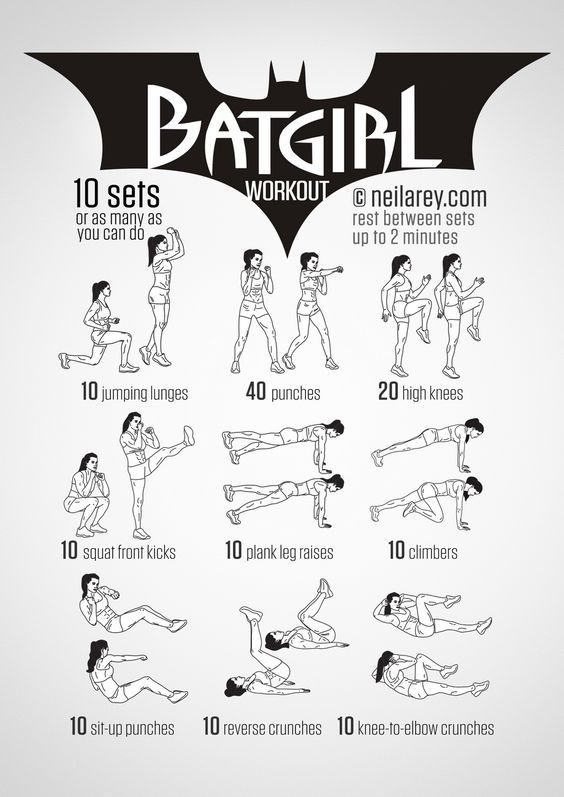 BATGIRL
WORKOUT
10 sets
or as many as
you can do
© neilarey.com
rest between sets
up to 2 minutes
10 jumping lunges
40 punches
20 high knees
10 squat front kicks
10 plank leg raises
10 climbers
10 sit-up punches
10 reverse crunches
10 knee-to-elbow crunches